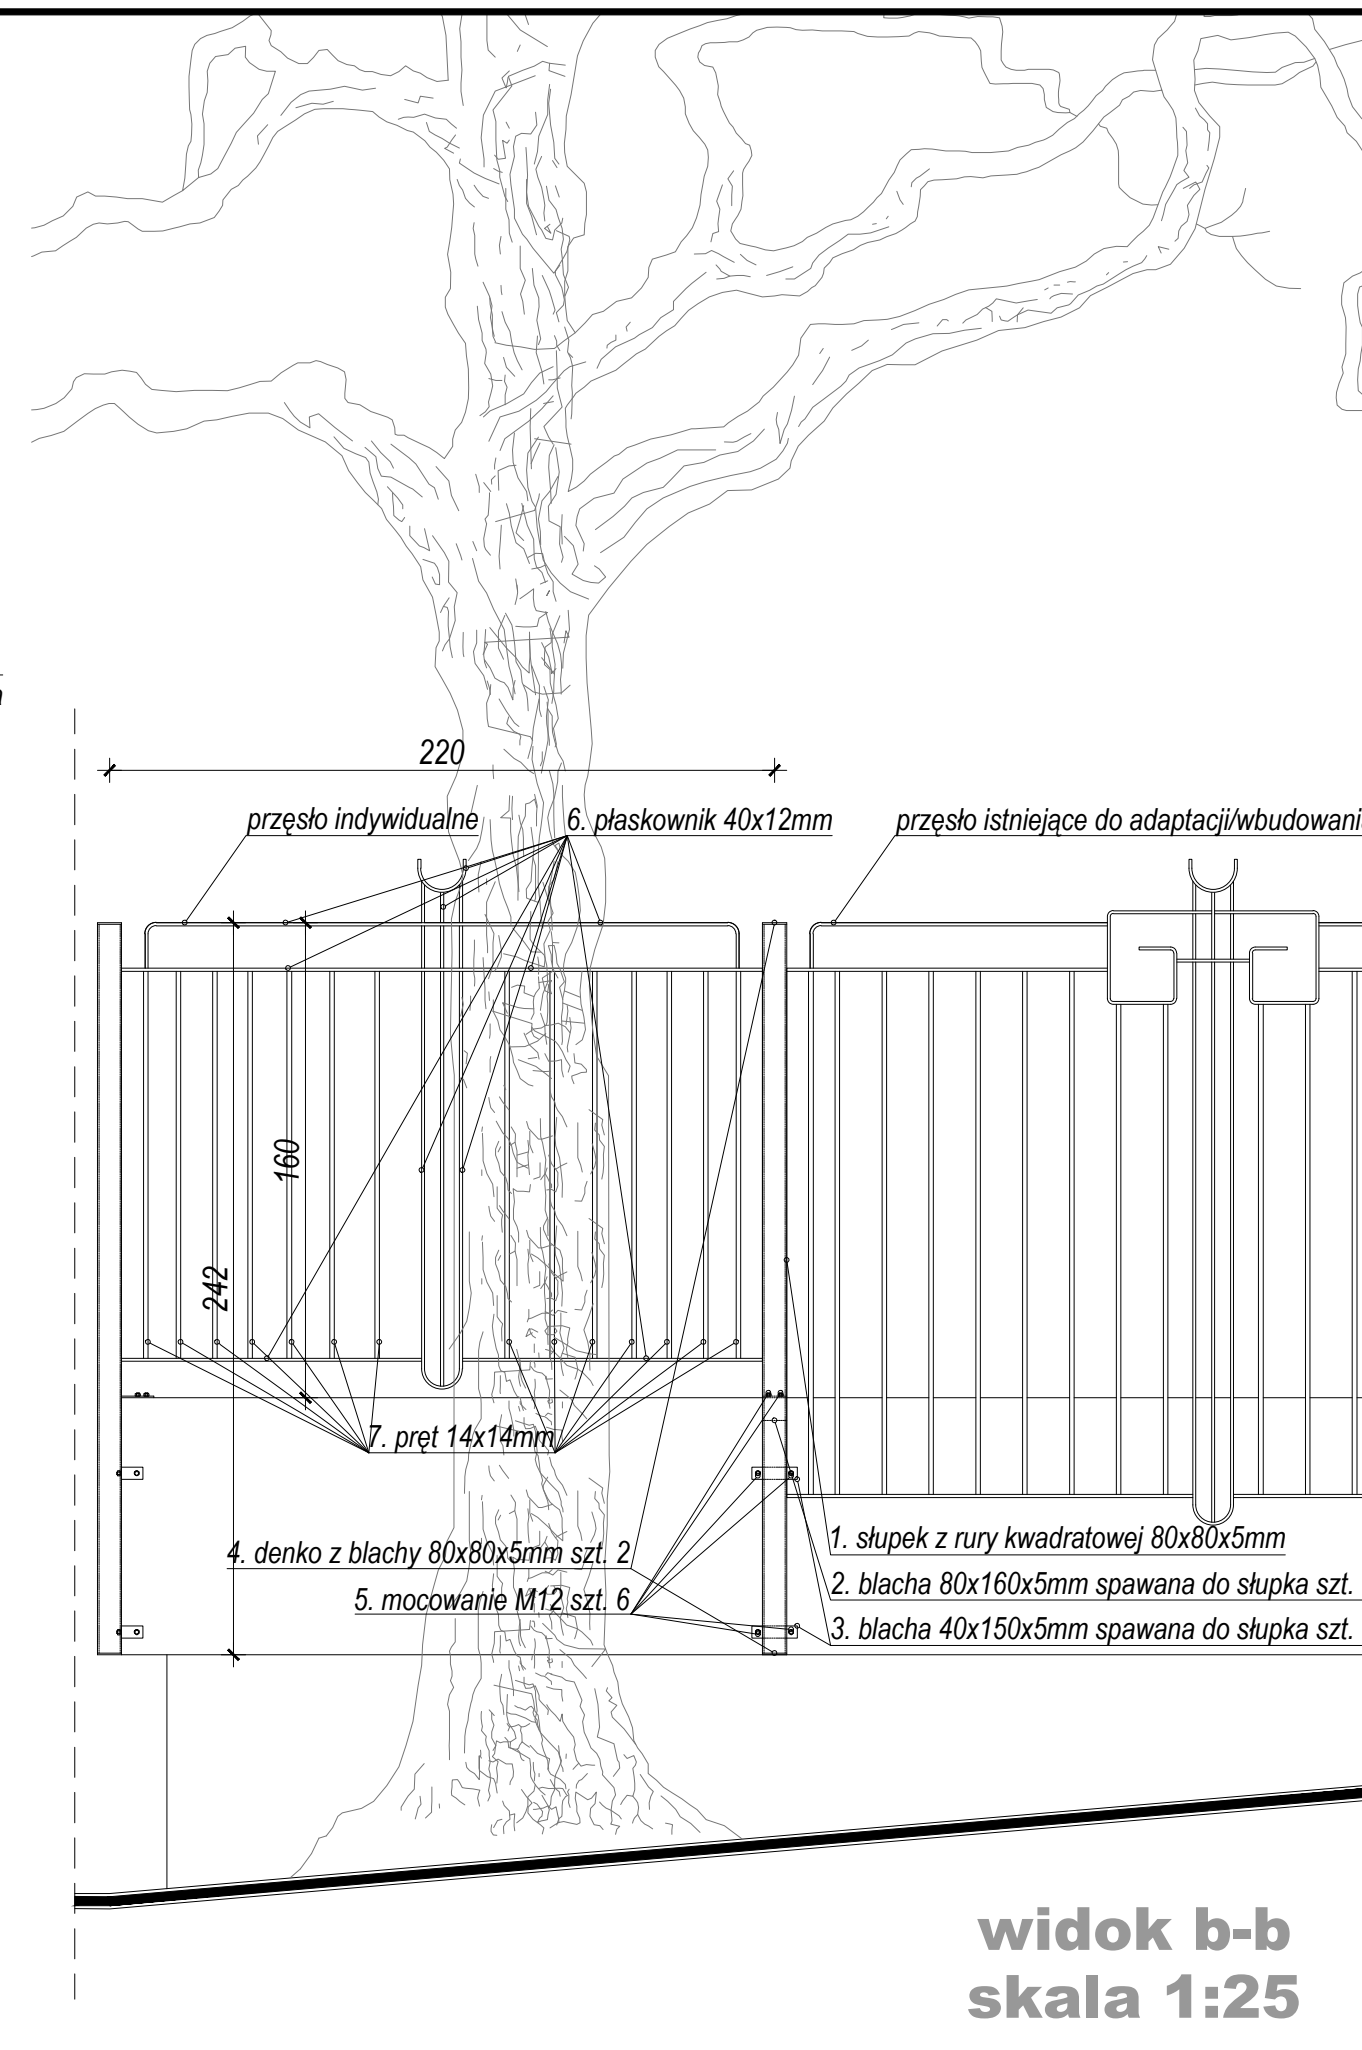 220
przęsło indywidualne
6. płaskownik 40x12mm
przęsło istniejące do adaptacji/wbudowani
160
242
7. pręt 14x14mm
4. denko z blachy 80x80x5mm szt. 2
1. słupek z rury kwadratowej 80x80x5mm
5. mocowanie M12 szt. 6
2. blacha 80x160x5mm spawana do słupka szt.
3. blacha 40x150x5mm spawana do słupka szt.
widok b-b
skala 1:25